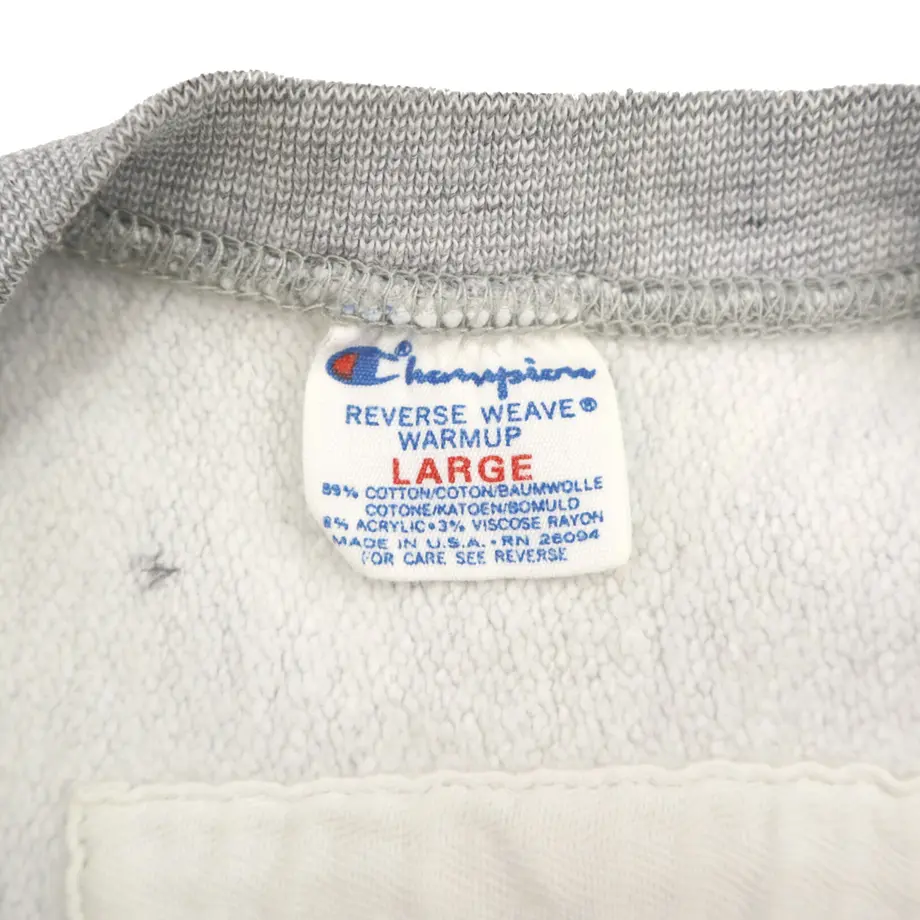 Champion®
REVERSE WEAVE®
WARMUP
LARGE
89% COTTON/COTON/BAUMWOLLE
COTONE/KATOEN/BOMULD
8% ACRYLIC•3% VISCOSE RAYON
MADE IN U.S.A.•RN 26094
FOR CARE SEE REVERSE